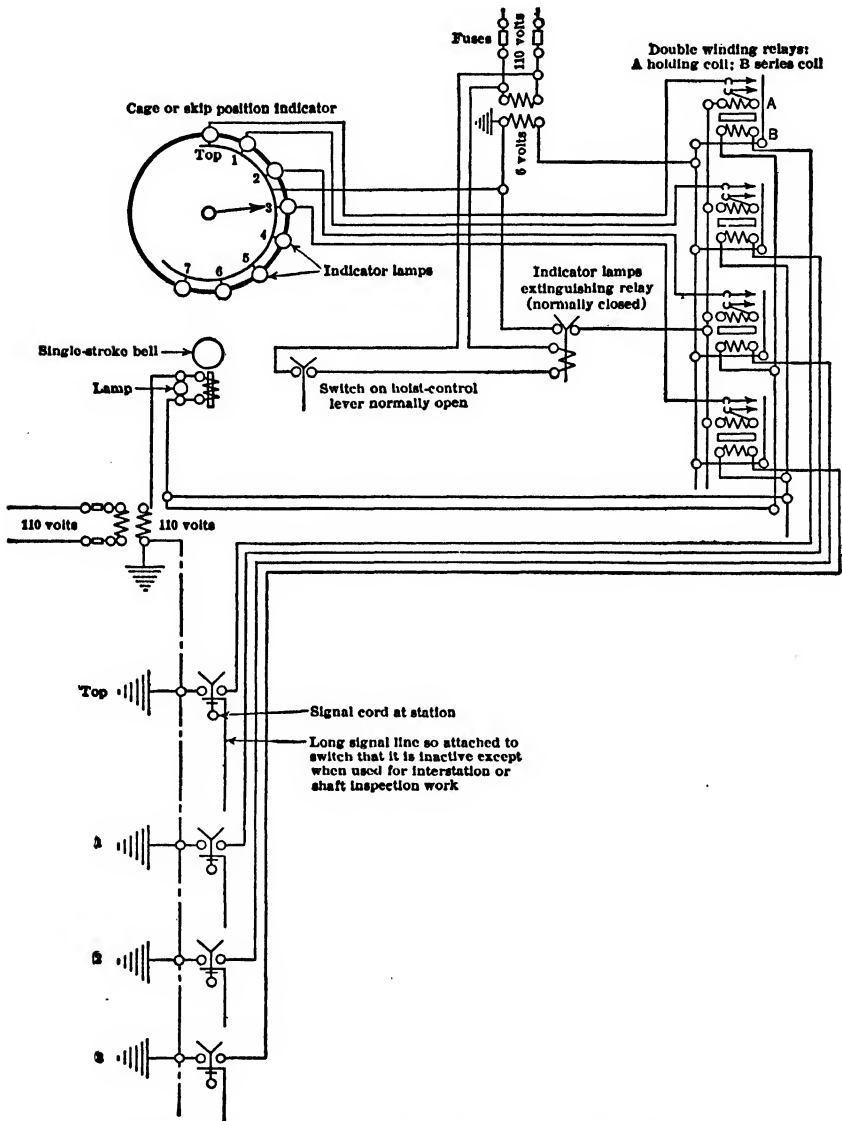 Fuses
110 volts
Double winding relays:
A holding coil; B series coil
Cage or skip position indicator
A
B
Top
1
2
3
4
5
6
7
6 volts
Indicator lamps
Indicator lamps
extinguishing relay
(normally closed)
Single-stroke bell
Lamp
Switch on hoist-control
lever normally open
110 volts
110 volts
Top
Signal cord at station
Long signal line so attached to
switch that it is inactive except
when used for interstation or
shaft inspection work
1
2
3